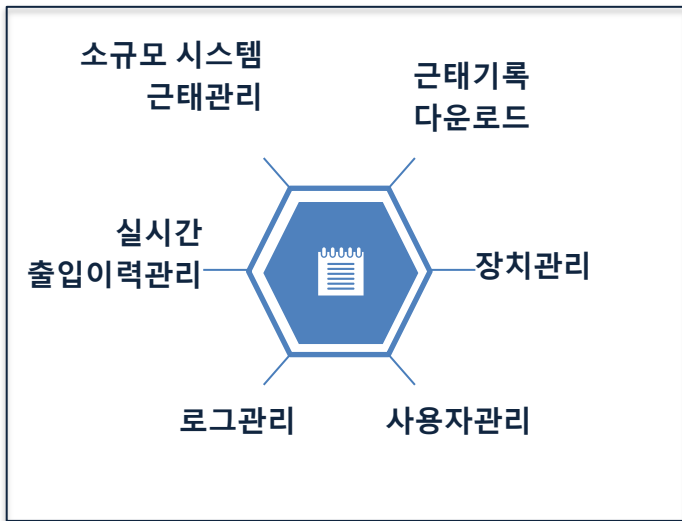 소규모 시스템
근태관리
근태기록
다운로드
실시간
출입이력관리
장치관리
로그관리
사용자관리